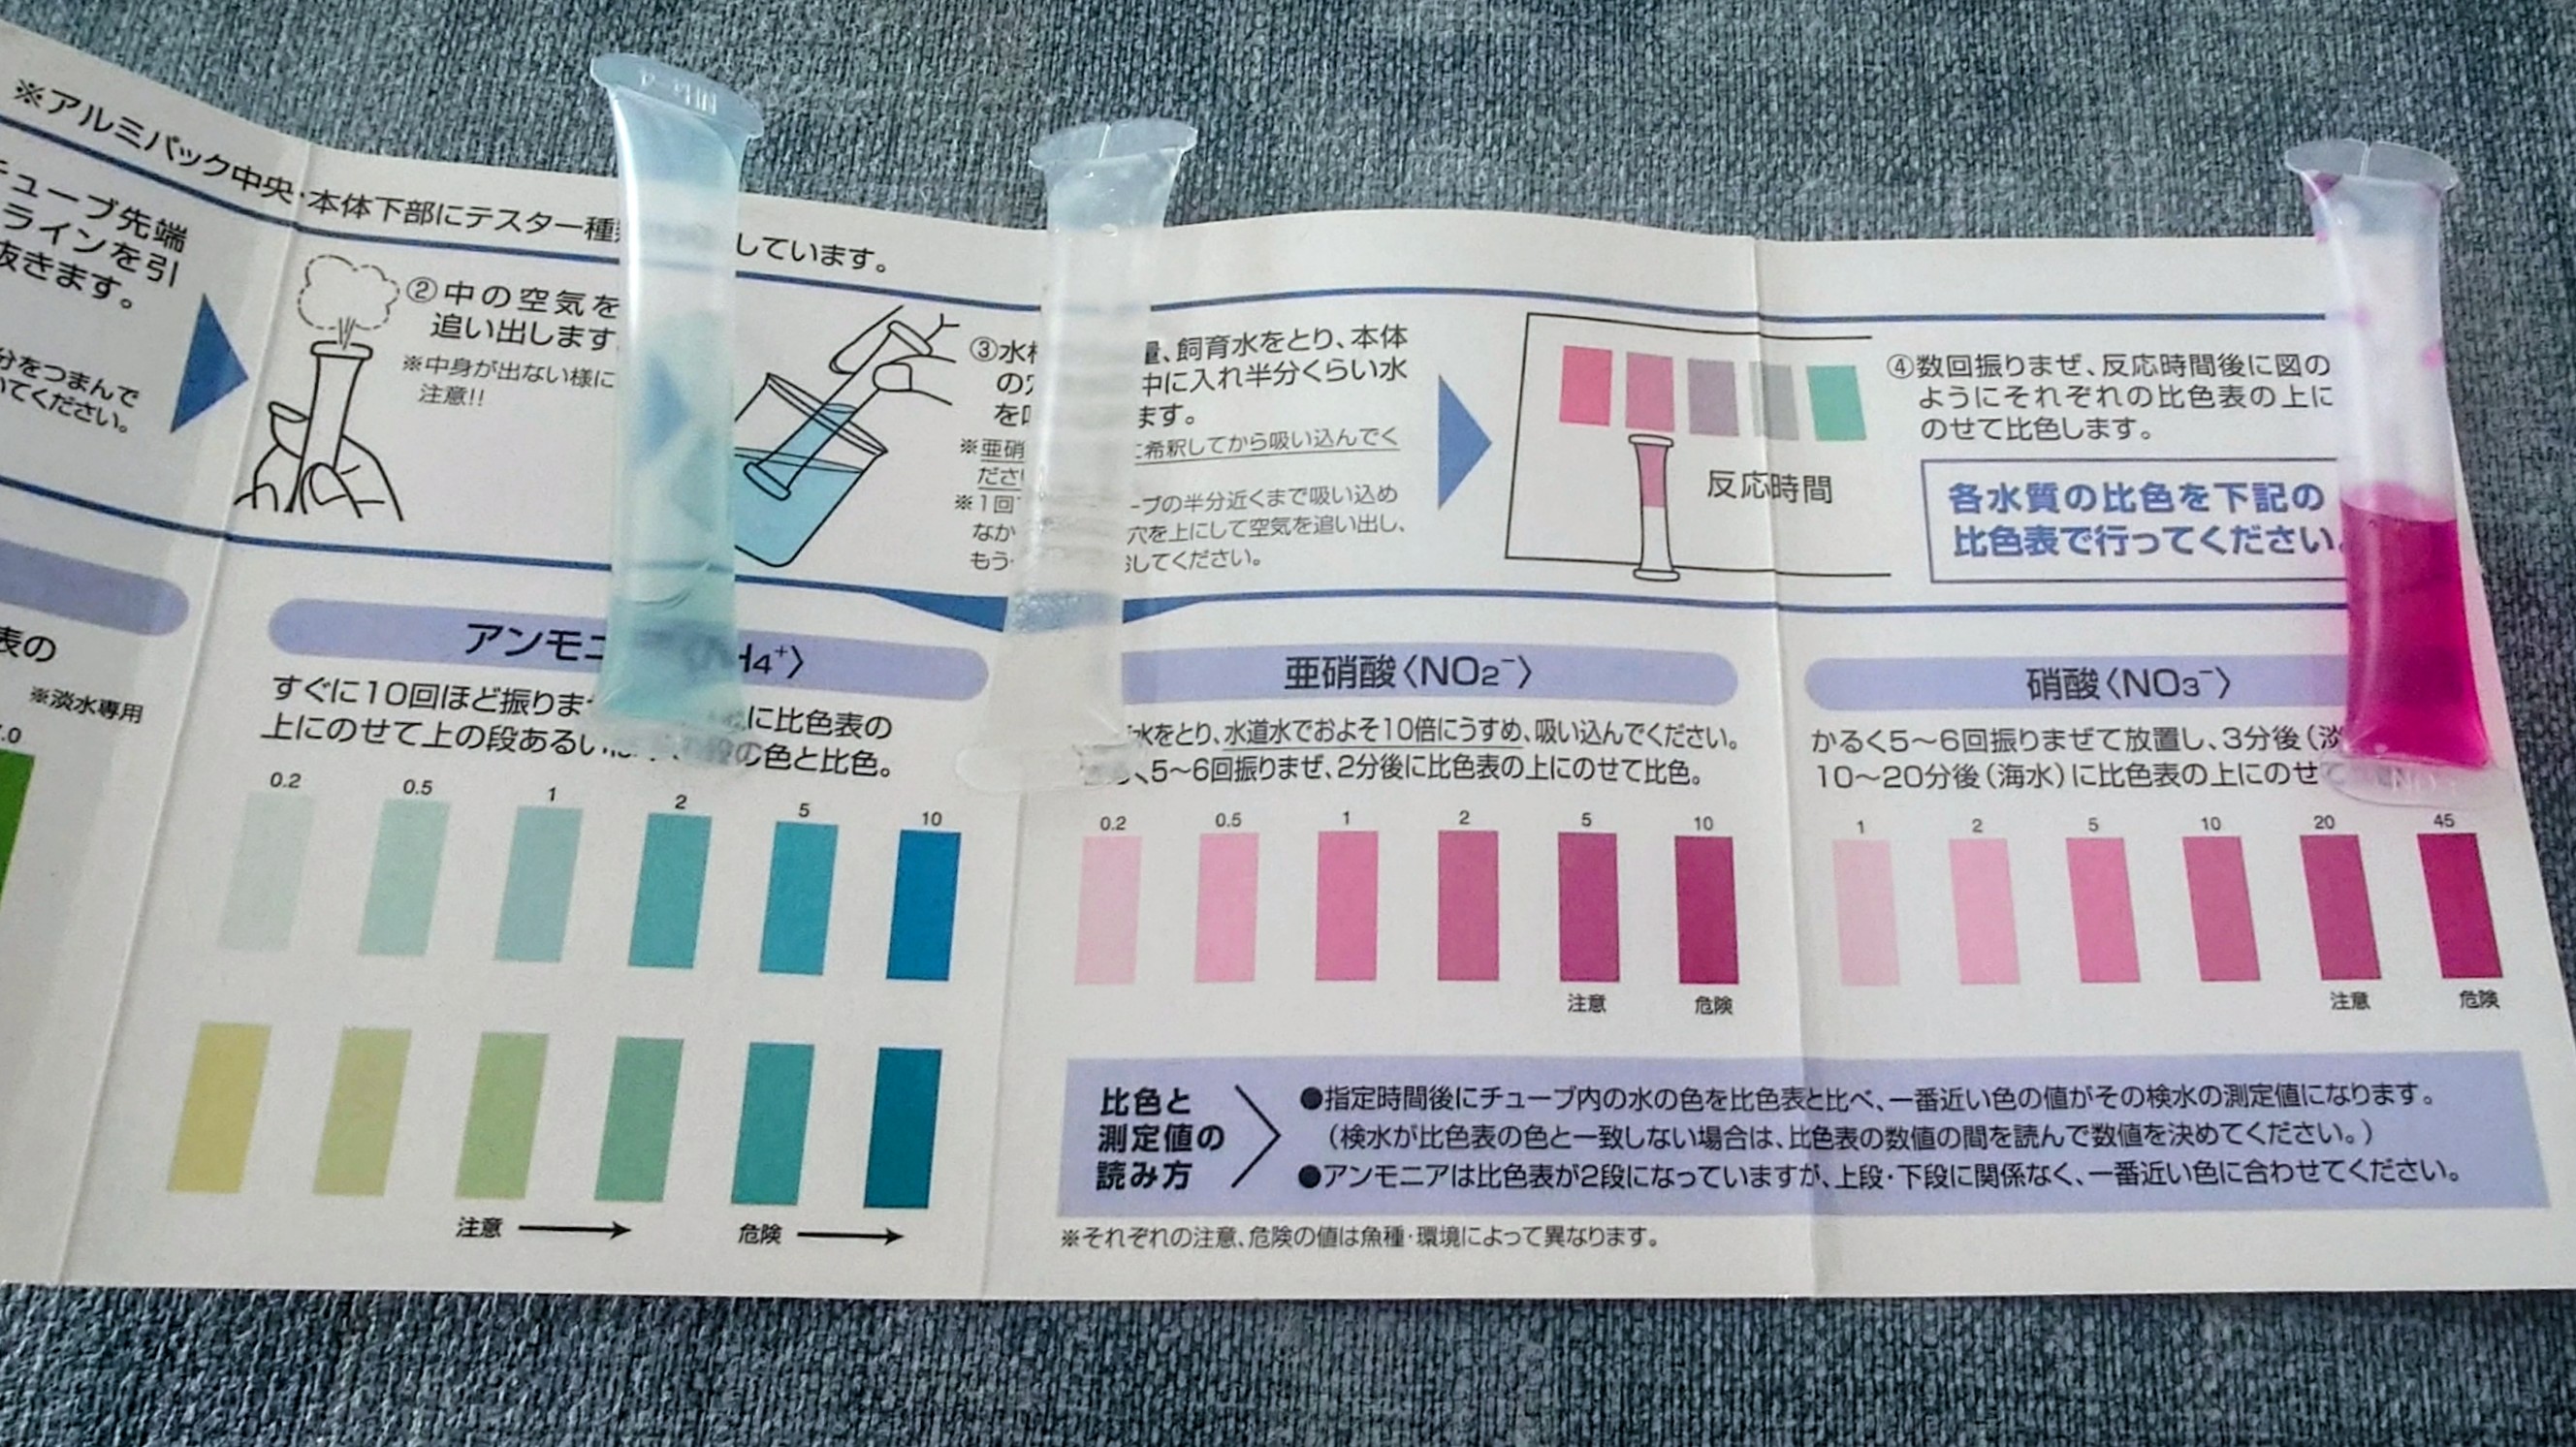 ※アルミパック中央・本体下部にテスター種
しています。
チューブ先端
ラインを引
抜きます。
分をつまんで
いてください。
②中の空気を
追い出します
※中身が出ない様に
注意!!
③水
量、飼育水をとり、本体
の
中に入れ半分くらい水
を
ます。
※亜硝
に希釈してから吸い込んでく
ださ
※1回
ーブの半分近くまで吸い込め
なか
穴を上にして空気を追い出し、
もう
してください。
反応時間
④数回振りまぜ、反応時間後に図の
ようにそれぞれの比色表の上に
のせて比色します。
各水質の比色を下記の
比色表で行ってください
表の
※淡水専用
.0
アンモニ
H4⁺〉
すぐに10回ほど振りま
に比色表の
上にのせて上の段ある
の色と比色。
0.2 0.5 1 2 5 10
注意 → 危険 →
亜硝酸〈NO2⁻〉
水をとり、水道水でおよそ10倍にうすめ、吸い込んでください。
く5～6回振りまぜ、2分後に比色表の上にのせて比色。
0.2 0.5 1 2 5 10
注意 危険
硝酸〈NO3⁻〉
かるく5～6回振りまぜて放置し、3分後(淡
10～20分後(海水)に比色表の上にのせ
1 2 5 10 20 45
注意 危険
比色と
測定値の
読み方
●指定時間後にチューブ内の水の色を比色表と比べ、一番近い色の値がその検水の測定値になります。
(検水が比色表の色と一致しない場合は、比色表の数値の間を読んで数値を決めてください。)
●アンモニアは比色表が2段になっていますが、上段・下段に関係なく、一番近い色に合わせてください。
※それぞれの注意、危険の値は魚種・環境によって異なります。